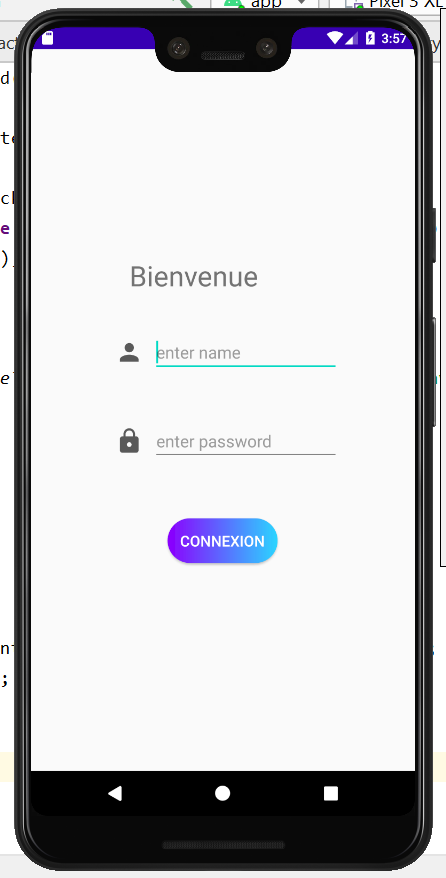 app
Pixel 3 XL
3:57
Bienvenue
enter name
enter password
CONNEXION